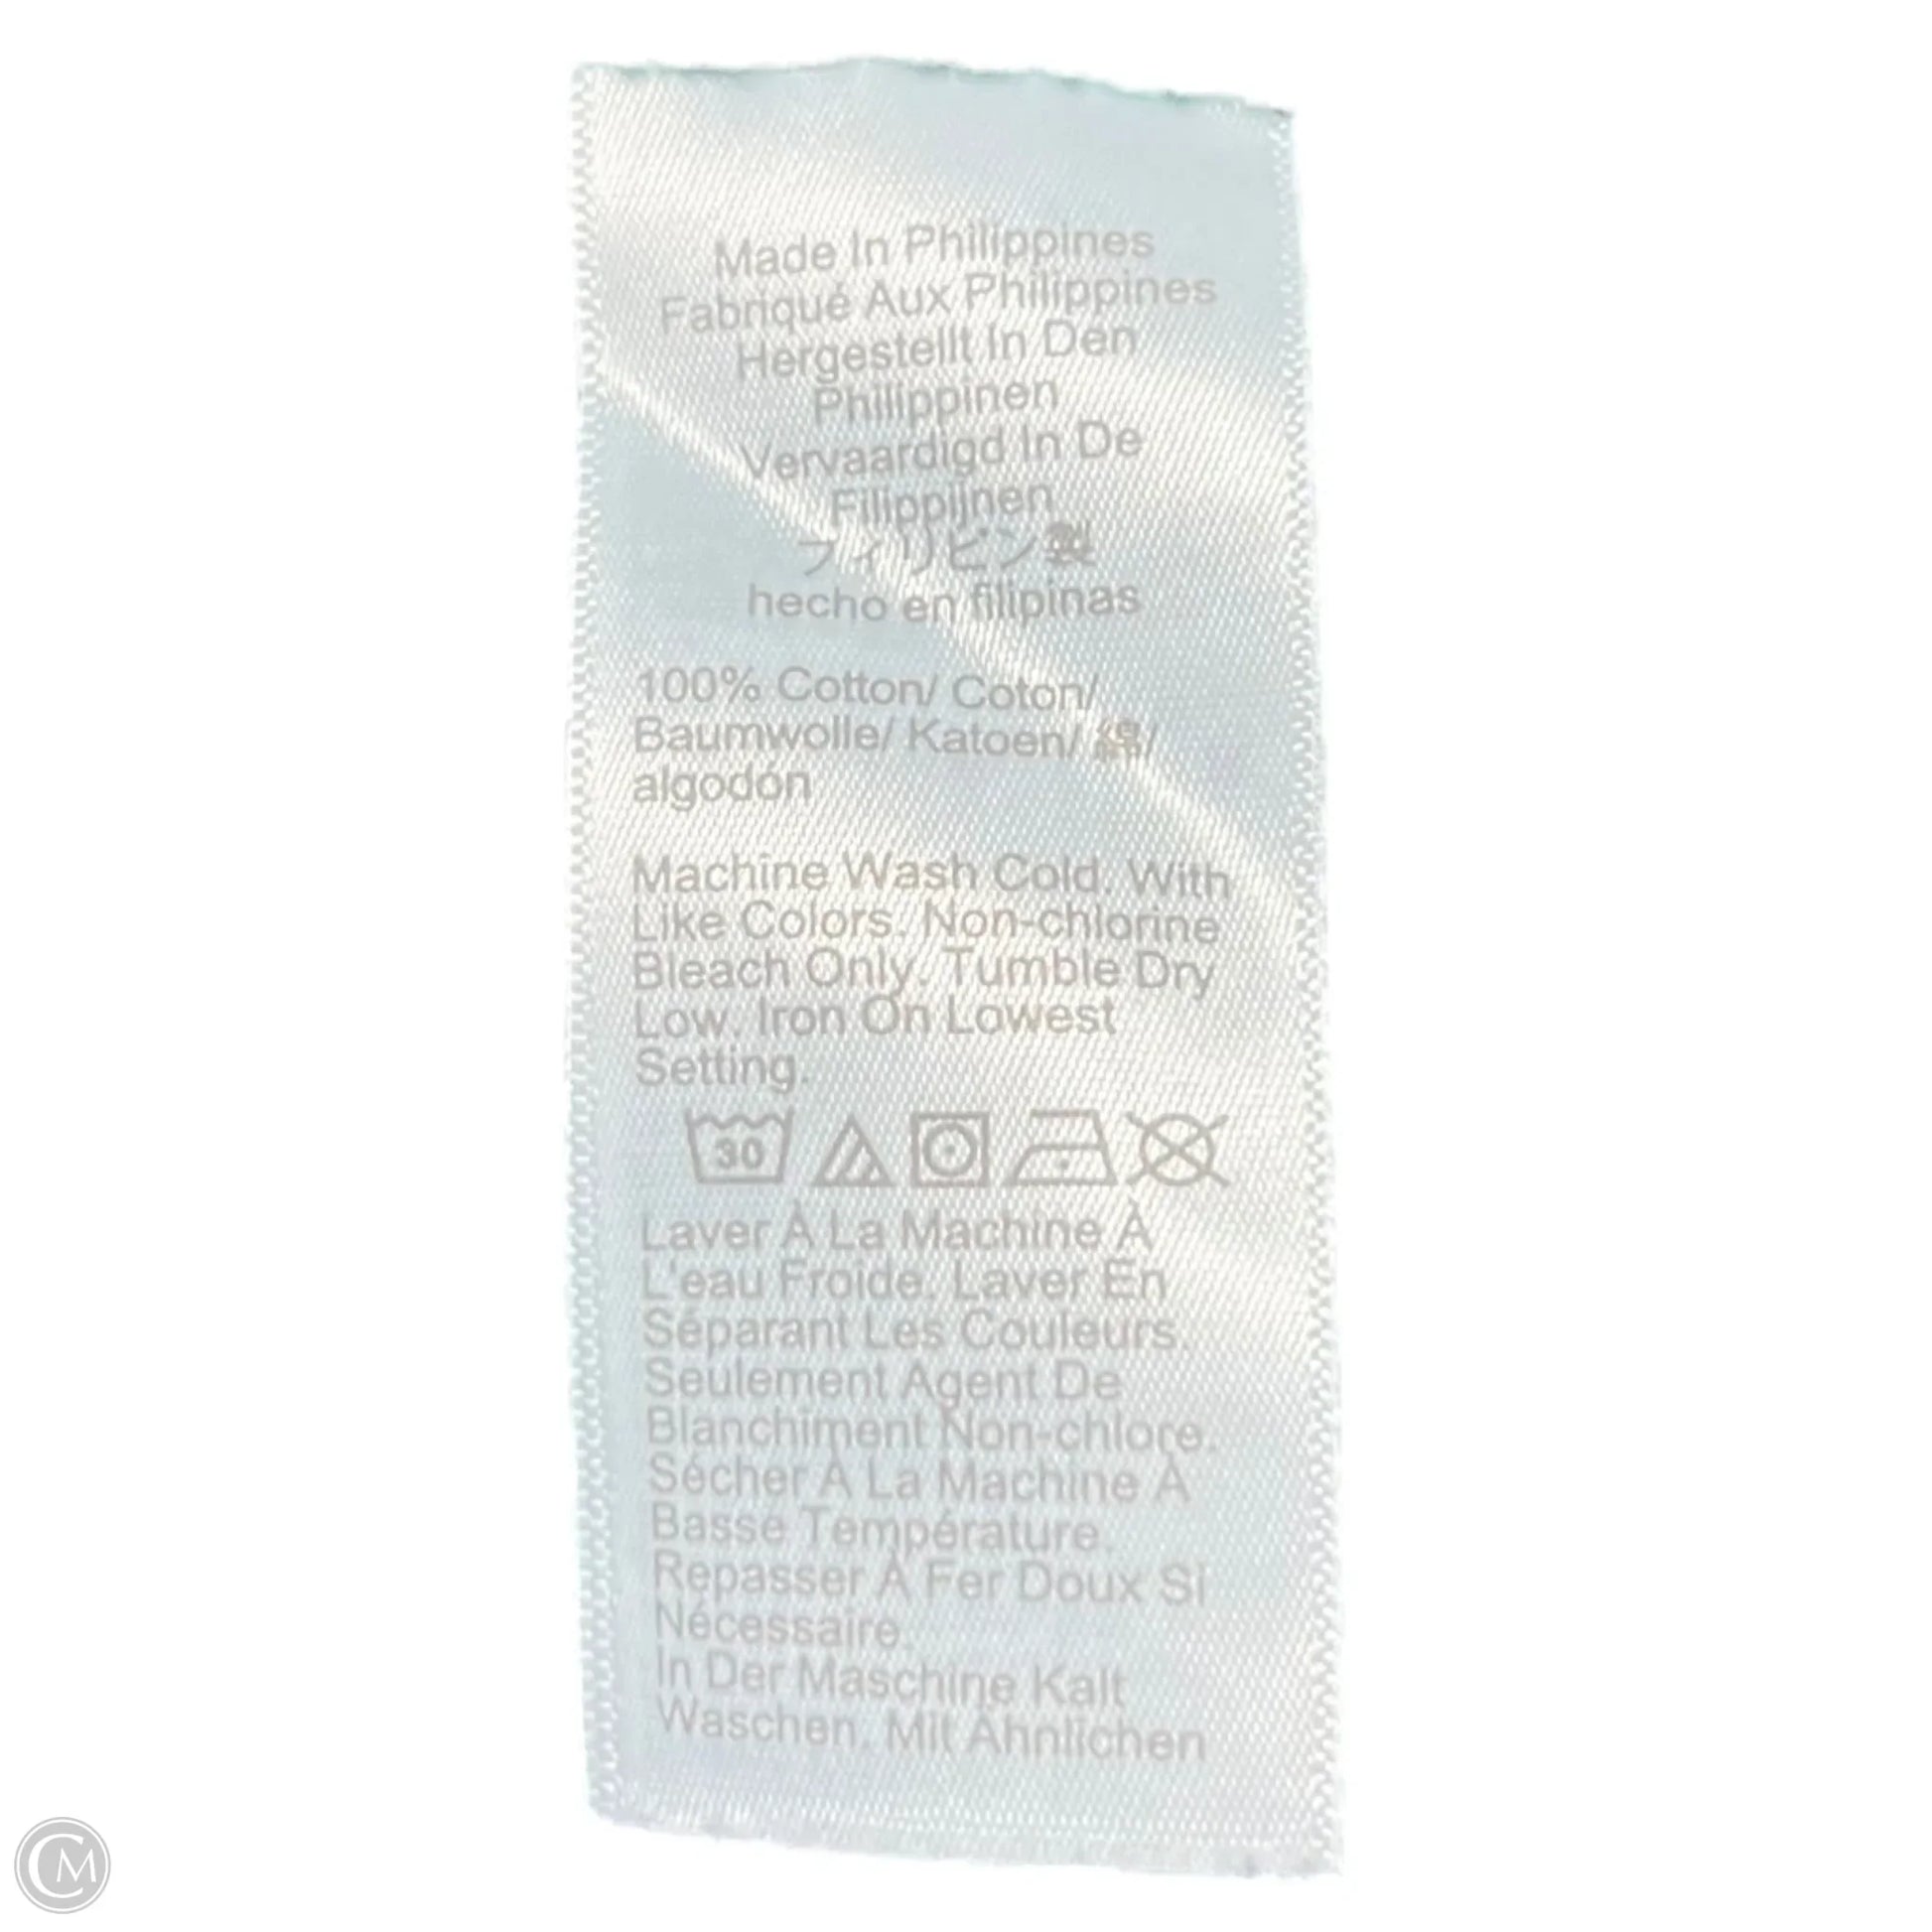 Made In Philippines
Fabriqué Aux Philippines
Hergestellt In Den
Philippinen
Vervaardigd In De
Filippijnen
フィリピン製
hecho en filipinas
100% Cotton/ Coton/
Baumwolle/ Katoen/ 綿/
algodón
Machine Wash Cold. With
Like Colors. Non-chlorine
Bleach Only. Tumble Dry
Low. Iron On Lowest
Setting.
30
Laver À La Machine À
L'eau Froide. Laver En
Séparant Les Couleurs.
Seulement Agent De
Blanchiment Non-chlore.
Sécher À La Machine À
Basse Température.
Repasser À Fer Doux Si
Nécessaire.
In Der Maschine Kalt
Waschen. Mit Ähnlichen
CM